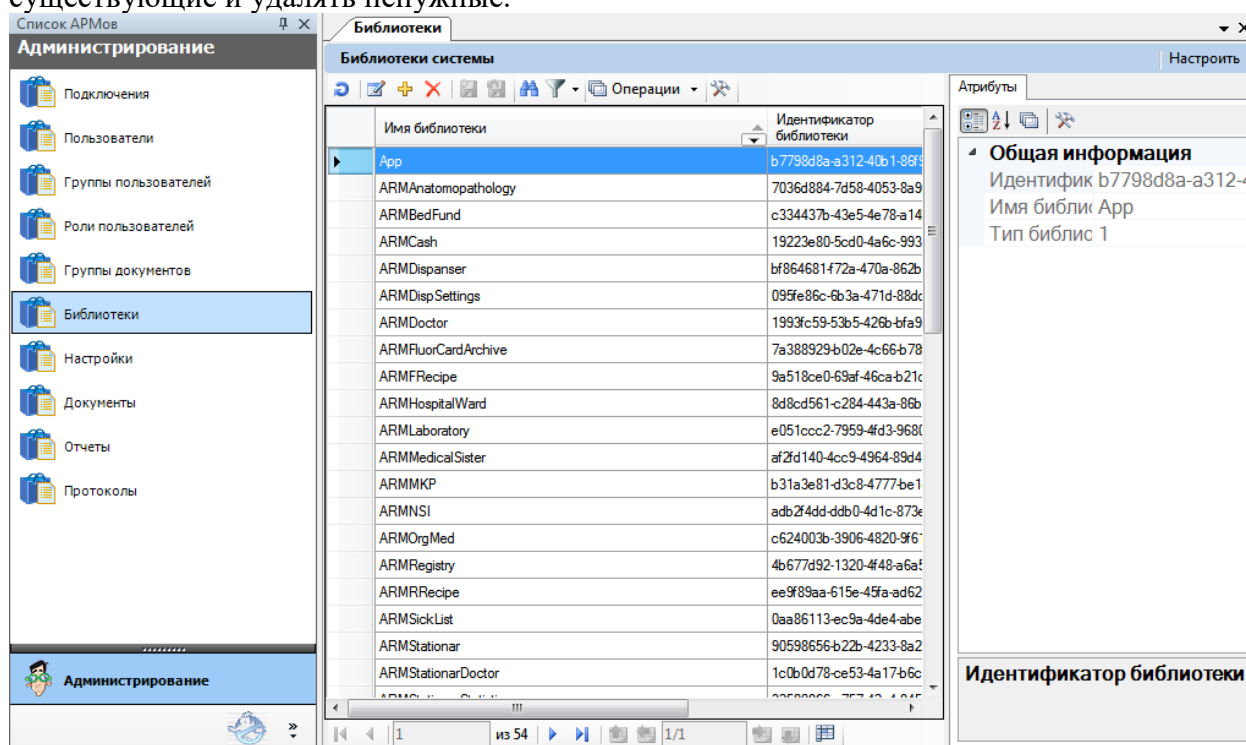 существующие и удалять ненужные.
Список АРМов
Администрирование
Подключения
Пользователи
Группы пользователей
Роли пользователей
Группы документов
Библиотеки
Настройки
Документы
Отчеты
Протоколы
Администрирование
Библиотеки
Библиотеки системы
Настроить
Операции
Имя библиотеки Идентификатор библиотеки
App b7798d8a-a312-40b1-86f9
ARMAnatomopathology 7036d884-7d58-4053-8a9
ARMBedFund c334437b-43e5-4e78-a14
ARMCash 19223e80-5cd0-4a6c-993
ARMDispanser bf864681-f72a-470a-862b
ARMDispSettings 095fe86c-6b3a-471d-88dc
ARMDoctor 1993fc59-53b5-426b-bfa9
ARMFluorCardArchive 7a388929-b02e-4c66-b78
ARMFRecipe 9a518ce0-69af-46ca-b21c
ARMHospitalWard 8d8cd561-c284-443a-86b
ARMLaboratory e051ccc2-7959-4fd3-9680
ARMMedicalSister af2fd140-4cc9-4964-89d4
ARMMKP b31a3e81-d3c8-4777-be1
ARMNSI adb2f4dd-ddb0-4d1c-873e
ARMOrgMed c624003b-3906-4820-9f61
ARMRegistry 4b677d92-1320-4f48-a6a5
ARMRRecipe ee9f89aa-615e-45fa-ad62
ARMSickList 0aa86113-ec9a-4de4-abe
ARMStationar 90598656-b22b-4233-8a2
ARMStationarDoctor 1c0b0d78-ce53-4a17-b6c
1 из 54 1/1
Атрибуты
Общая информация
Идентифик b7798d8a-a312-4
Имя библис App
Тип библис 1
Идентификатор библиотеки